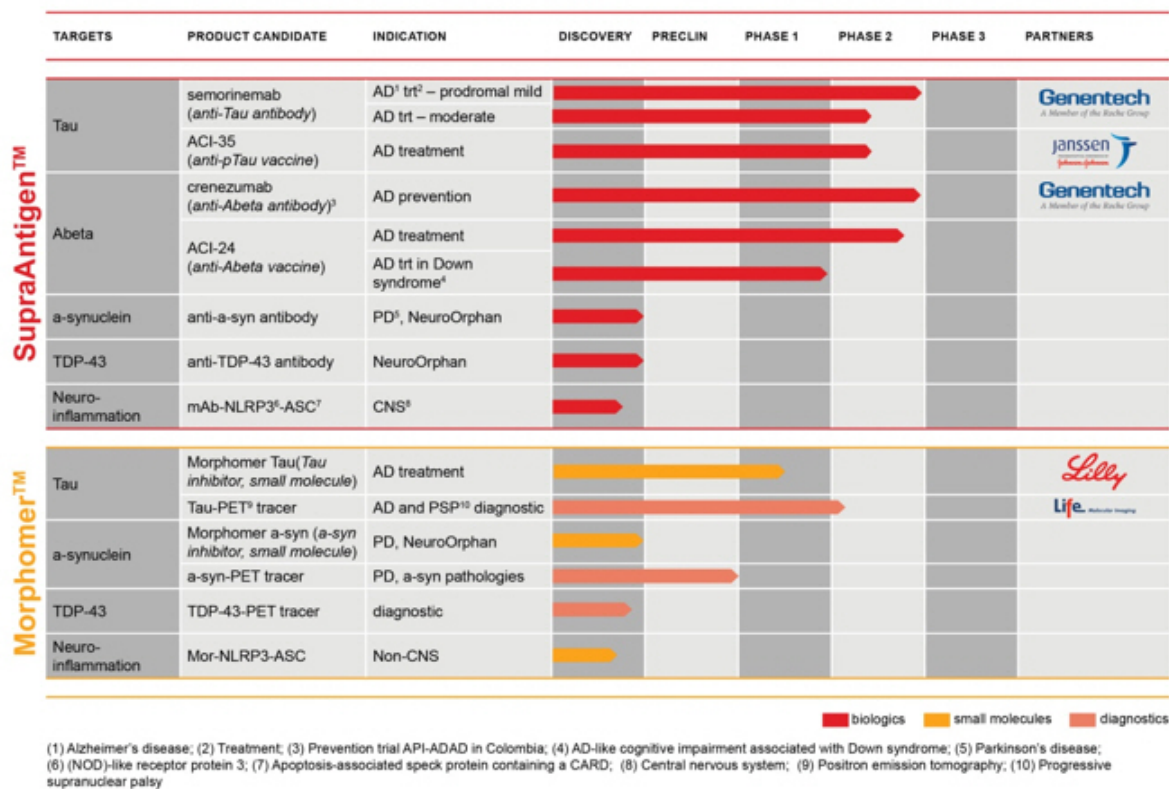 TARGETS PRODUCT CANDIDATE INDICATION DISCOVERY PRECLIN PHASE 1 PHASE 2 PHASE 3 PARTNERS
SupraAntigen™
Tau
semorinemab
(anti-Tau antibody)
AD¹ trt² – prodromal mild
AD trt – moderate
Genentech
A Member of the Roche Group
ACI-35
(anti-pTau vaccine)
AD treatment
janssen
Johnson & Johnson
Abeta
crenezumab
(anti-Abeta antibody)³
AD prevention
Genentech
A Member of the Roche Group
ACI-24
(anti-Abeta vaccine)
AD treatment
AD trt in Down
syndrome⁴
a-synuclein anti-a-syn antibody PD⁵, NeuroOrphan
TDP-43 anti-TDP-43 antibody NeuroOrphan
Neuro-
inflammation
mAb-NLRP3⁶-ASC⁷ CNS⁸
Morphomer™
Tau
Morphomer Tau(Tau
inhibitor, small molecule)
AD treatment
Lilly
Tau-PET⁹ tracer AD and PSP¹⁰ diagnostic
Life Molecular Imaging
a-synuclein
Morphomer a-syn (a-syn
inhibitor, small molecule)
PD, NeuroOrphan
a-syn-PET tracer PD, a-syn pathologies
TDP-43 TDP-43-PET tracer diagnostic
Neuro-
inflammation
Mor-NLRP3-ASC Non-CNS
biologics small molecules diagnostics
(1) Alzheimer's disease; (2) Treatment; (3) Prevention trial API-ADAD in Colombia; (4) AD-like cognitive impairment associated with Down syndrome; (5) Parkinson's disease;
(6) (NOD)-like receptor protein 3; (7) Apoptosis-associated speck protein containing a CARD; (8) Central nervous system; (9) Positron emission tomography; (10) Progressive
supranuclear palsy